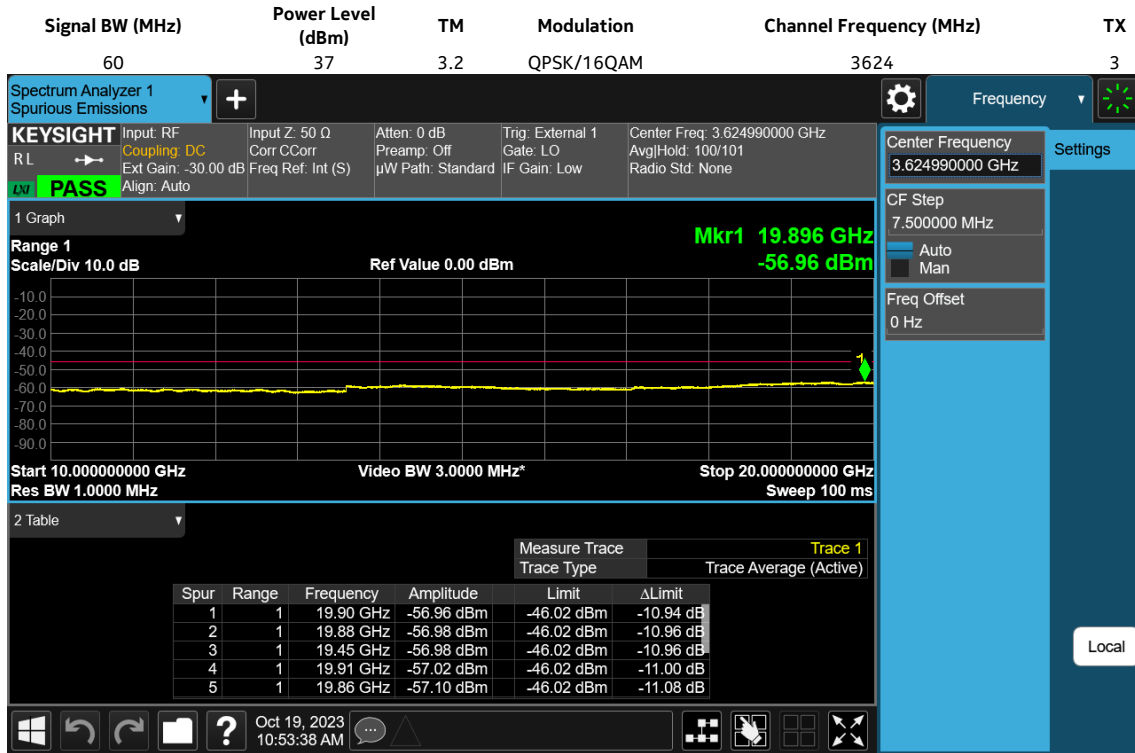 Signal BW (MHz) Power Level (dBm) TM Modulation Channel Frequency (MHz) TX
60 37 3.2 QPSK/16QAM 3624 3
Spectrum Analyzer 1
Spurious Emissions
+
Frequency
KEYSIGHT Input: RF Input Z: 50 Ω Atten: 0 dB Trig: External 1 Center Freq: 3.624990000 GHz
RL Coupling: DC Corr CCorr Preamp: Off Gate: LO Avg|Hold: 100/101
Ext Gain: -30.00 dB Freq Ref: Int (S) µW Path: Standard IF Gain: Low Radio Std: None
LXI PASS Align: Auto
Center Frequency
3.624990000 GHz
Settings
CF Step
7.500000 MHz
Auto
Man
Freq Offset
0 Hz
1 Graph
Range 1
Mkr1 19.896 GHz
Scale/Div 10.0 dB Ref Value 0.00 dBm -56.96 dBm
-10.0
-20.0
-30.0
-40.0
-50.0
-60.0
-70.0
-80.0
-90.0
1
Start 10.000000000 GHz Video BW 3.0000 MHz* Stop 20.000000000 GHz
Res BW 1.0000 MHz Sweep 100 ms
2 Table
Measure Trace Trace 1
Trace Type Trace Average (Active)
Spur Range Frequency Amplitude Limit ΔLimit
1 1 19.90 GHz -56.96 dBm -46.02 dBm -10.94 dB
2 1 19.88 GHz -56.98 dBm -46.02 dBm -10.96 dB
3 1 19.45 GHz -56.98 dBm -46.02 dBm -10.96 dB
4 1 19.91 GHz -57.02 dBm -46.02 dBm -11.00 dB
5 1 19.86 GHz -57.10 dBm -46.02 dBm -11.08 dB
Local
? Oct 19, 2023
10:53:38 AM